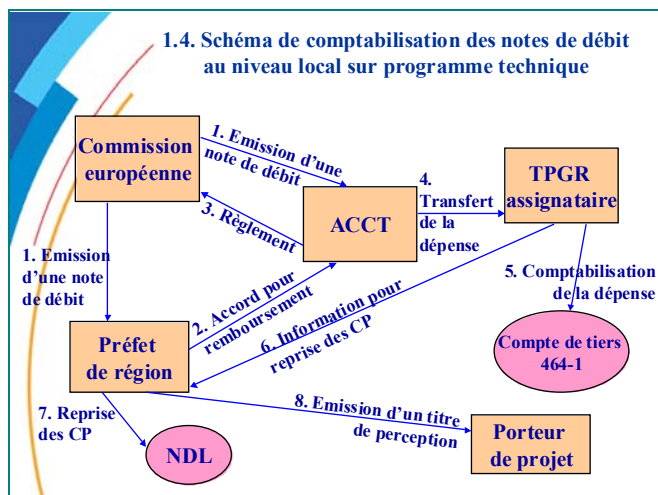 1.4. Schéma de comptabilisation des notes de débit
au niveau local sur programme technique
Commission
européenne
1. Emission d'une
note de débit
3. Règlement
ACCT
4.
Transfert
de la
dépense
TPGR
assignataire
1. Emission
d'une note
de débit
2. Accord pour
remboursement
6. Information pour
reprise des CP
5. Comptabilisation
de la dépense
Préfet
de région
Compte de tiers
464-1
7. Reprise
des CP
NDL
8. Emission d'un titre
de perception
Porteur
de projet